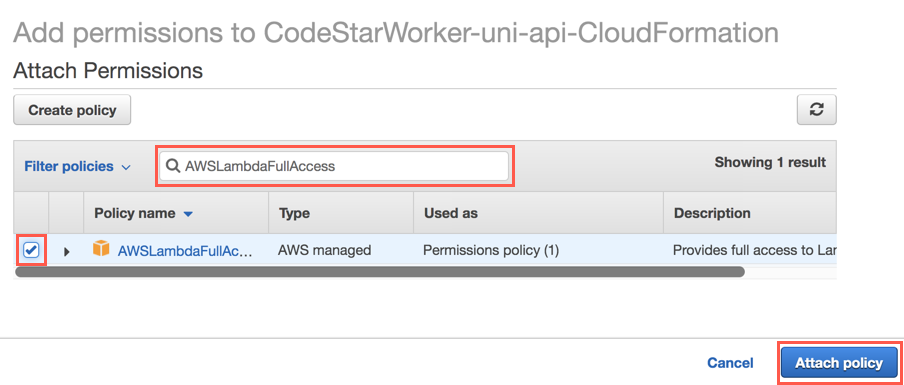 Add permissions to CodeStarWorker-uni-api-CloudFormation
Attach Permissions
Create policy
Filter policies AWSLambdaFullAccess Showing 1 result
Policy name Type Used as Description
AWSLambdaFullAc... AWS managed Permissions policy (1) Provides full access to Lar
Cancel Attach policy